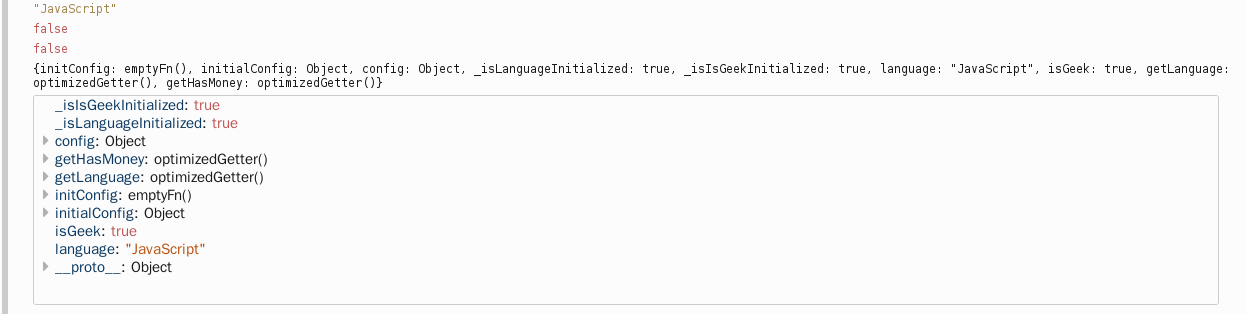 "JavaScript"
false
false
{initConfig: emptyFn(), initialConfig: Object, config: Object, _isLanguageInitialized: true, _isIsGeekInitialized: true, language: "JavaScript", isGeek: true, getLanguage:
optimizedGetter(), getHasMoney: optimizedGetter()}
_isIsGeekInitialized: true
_isLanguageInitialized: true
config: Object
getHasMoney: optimizedGetter()
getLanguage: optimizedGetter()
initConfig: emptyFn()
initialConfig: Object
isGeek: true
language: "JavaScript"
__proto__: Object